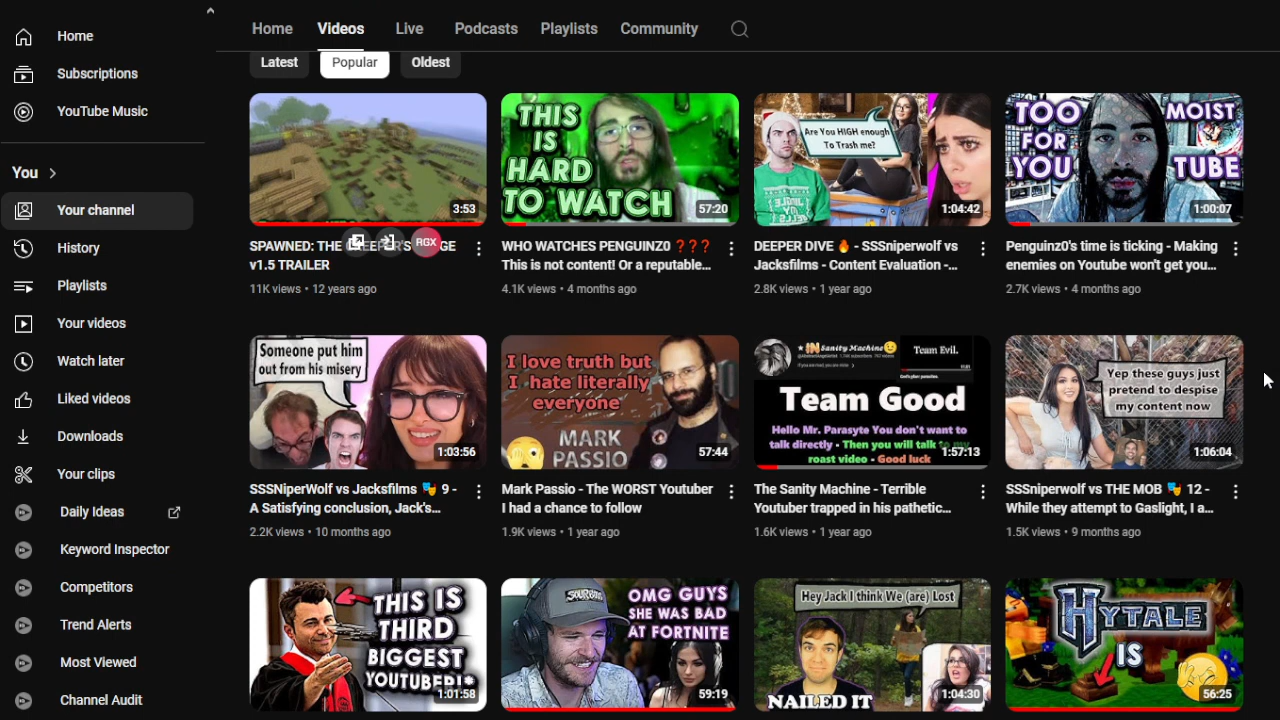 Home
Subscriptions
YouTube Music
You
Your channel
History
Playlists
Your videos
Watch later
Liked videos
Downloads
Your clips
Daily Ideas
Keyword Inspector
Competitors
Trend Alerts
Most Viewed
Channel Audit
Home Videos Live Podcasts Playlists Community
Latest Popular Oldest
3:53
SPAWNED: THE
v1.5 TRAILER
11K views • 12 years ago
RGX
THIS
IS
HARD
TO WATCH
57:20
WHO WATCHES PENGUINZ0 ❓❓❓
This is not content! Or a reputable...
4.1K views • 4 months ago
Are You HIGH enough
To Trash me?
1:04:42
DEEPER DIVE 🔥 - SSSniperwolf vs
Jacksfilms - Content Evaluation -...
2.8K views • 1 year ago
TOO MOIST
FOR
YOU TUBE
1:00:07
Penguinz0's time is ticking - Making
enemies on Youtube won't get you...
2.7K views • 4 months ago
Someone put him
out from his misery
1:03:56
SSSNiperWolf vs Jacksfilms 🎭 9 -
A Satisfying conclusion, Jack's...
2.2K views • 10 months ago
I love truth but
I hate literally
everyone
MARK
PASSIO
57:44
Mark Passio - The WORST Youtuber
I had a chance to follow
1.9K views • 1 year ago
Sanity Machine
Team Evil.
Team Good
Hello Mr. Parasyte You don't want to
talk directly - Then you will talk to my
roast video - Good luck
1:57:13
The Sanity Machine - Terrible
Youtuber trapped in his pathetic...
1.6K views • 1 year ago
Yep these guys just
pretend to despise
my content now
1:06:04
SSSniperwolf vs THE MOB 🎭 12 -
While they attempt to Gaslight, I a...
1.5K views • 9 months ago
THIS IS
THIRD
BIGGEST
YOUTUBER!*
1:01:58
OMG GUYS
SHE WAS BAD
AT FORTNITE
59:19
Hey Jack I think We (are) Lost
NAILED IT
1:04:30
HYTALE
IS
56:25